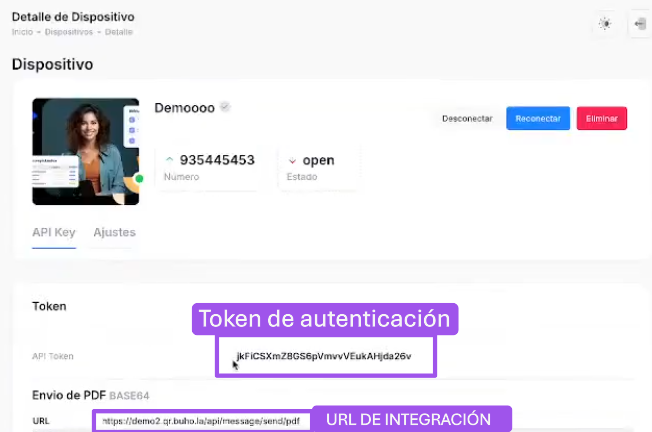 Detalle de Dispositivo
Inicio - Dispositivos - Detalle
Dispositivo
Demoooo
Desconectar Reconectar Eliminar
935445453 open
Número Estado
API Key Ajustes
Token
Token de autenticación
API Token jkFiCSXmZ8GS6pVmvvVEukAHjda26v
Envio de PDF BASE64
URL https://demo2.qr.buho.la/api/message/send/pdf URL DE INTEGRACIÓN